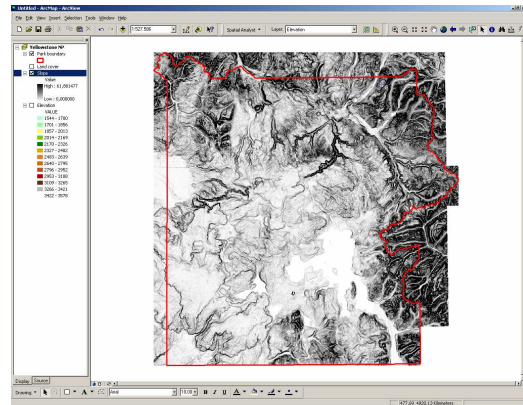 Untitled - ArcMap - ArcView
File Edit View Insert Selection Tools Window Help
1:527.586
Spatial Analyst
Layer: Elevation
Yellowstone NP
Park boundary
Land cover
Slope
Value
High : 61,881477
Low : 0,000000
Elevation
VALUE
1544 - 1700
1701 - 1856
1857 - 2013
2014 - 2169
2170 - 2326
2327 - 2482
2483 - 2639
2640 - 2795
2796 - 2952
2953 - 3108
3109 - 3265
3266 - 3421
3422 - 3578
Display Source
Drawing
A
Arial
10.00
B I U A
477,69 4920,13 Kilometers